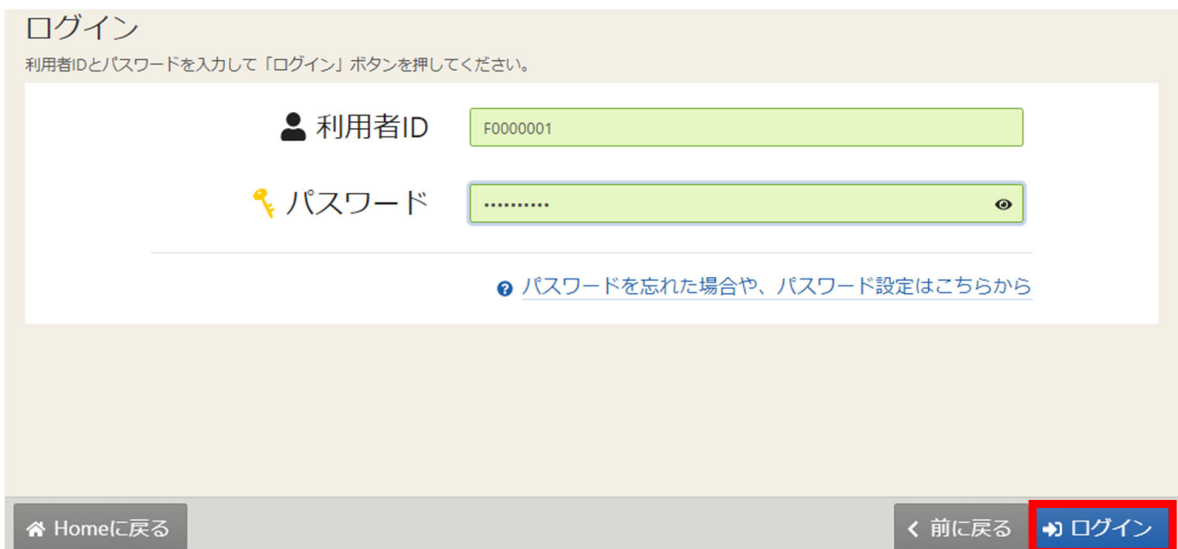 ログイン
利用者IDとパスワードを入力して「ログイン」ボタンを押してください。
利用者ID
F0000001
パスワード
••••••••••
パスワードを忘れた場合や、パスワード設定はこちらから
Homeに戻る
前に戻る
ログイン